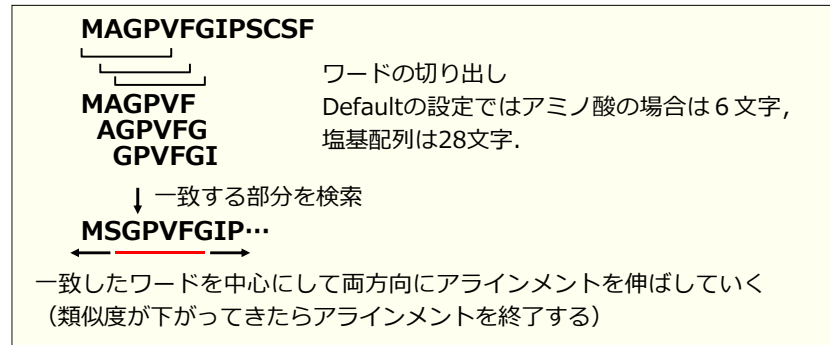 MAGPVFGIPSCSF
ワードの切り出し
MAGPVF
Defaultの設定ではアミノ酸の場合は６文字,
AGPVFG
塩基配列は28文字.
GPVFGI
一致する部分を検索
MSGPVFGIP…
一致したワードを中心にして両方向にアラインメントを伸ばしていく
（類似度が下がってきたらアラインメントを終了する）